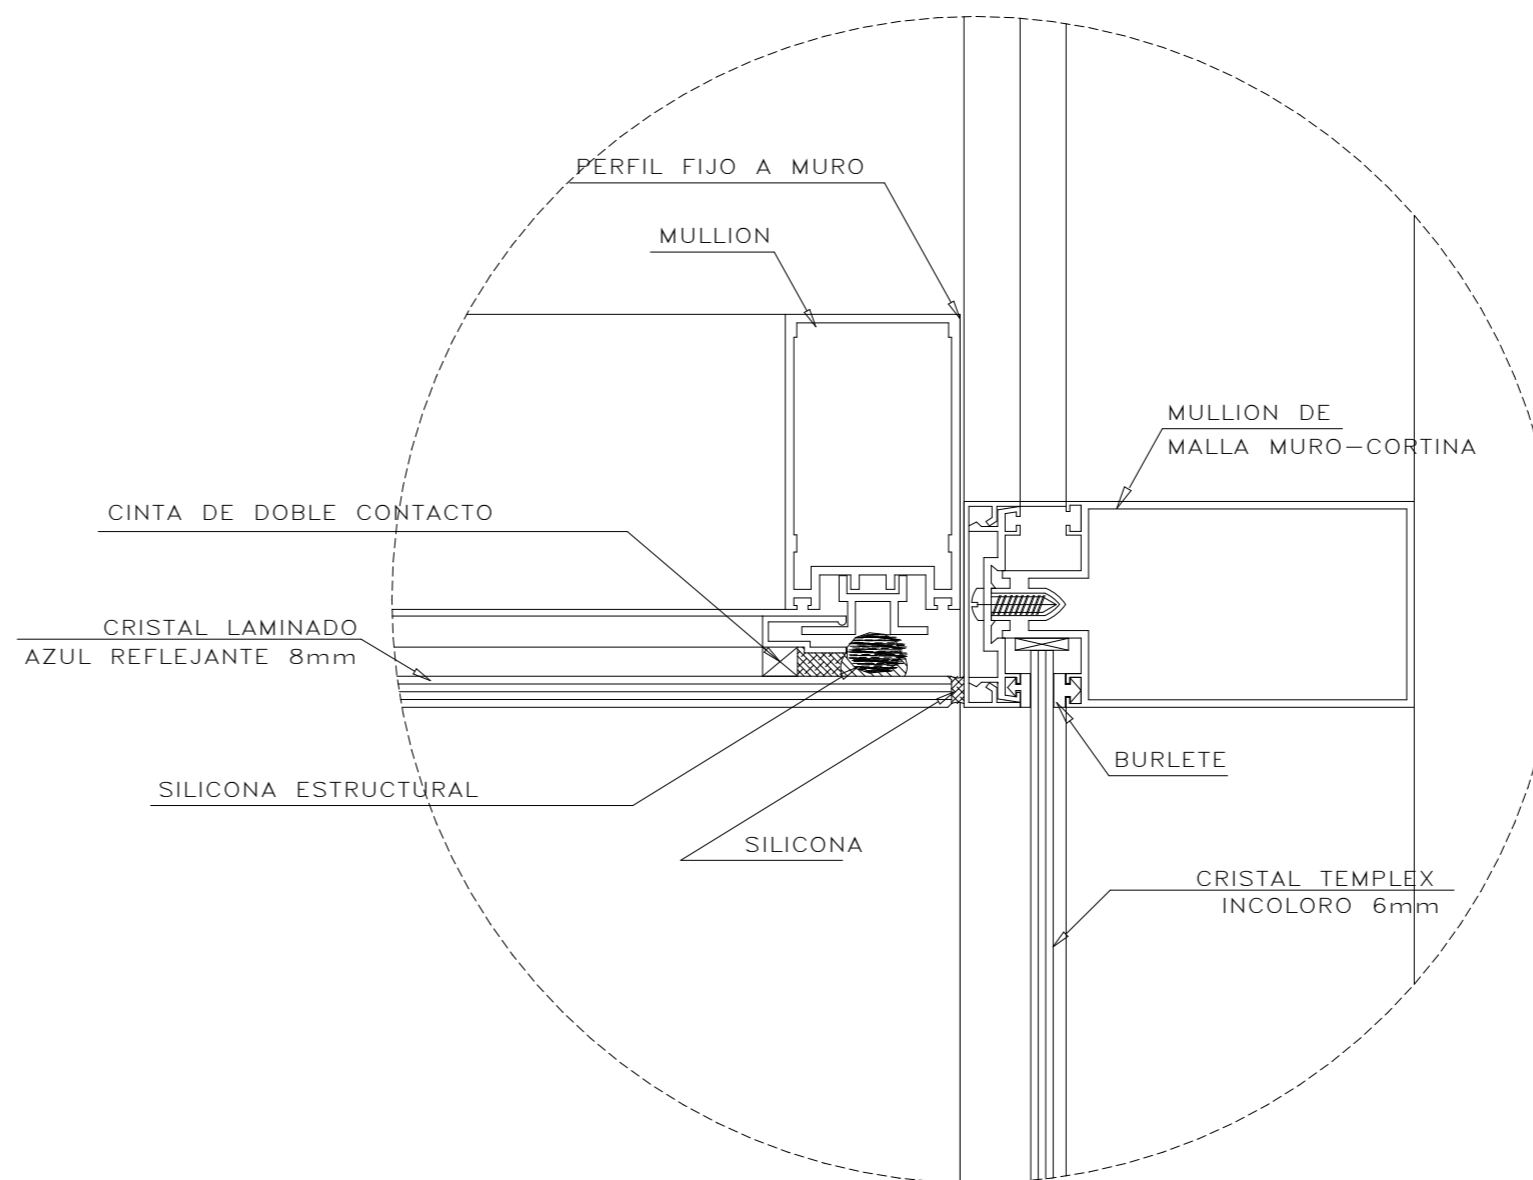 PERFIL FIJO A MURO
MULLION
MULLION DE
MALLA MURO-CORTINA
CINTA DE DOBLE CONTACTO
CRISTAL LAMINADO
AZUL REFLEJANTE 8mm
BURLETE
SILICONA ESTRUCTURAL
SILICONA
CRISTAL TEMPLEX
INCOLORO 6mm